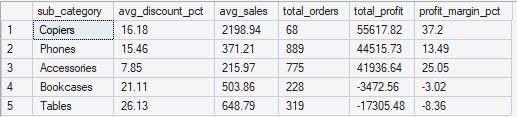 sub_category avg_discount_pct avg_sales total_orders total_profit profit_margin_pct
1 Copiers 16.18 2198.94 68 55617.82 37.2
2 Phones 15.46 371.21 889 44515.73 13.49
3 Accessories 7.85 215.97 775 41936.64 25.05
4 Bookcases 21.11 503.86 228 -3472.56 -3.02
5 Tables 26.13 648.79 319 -17305.48 -8.36